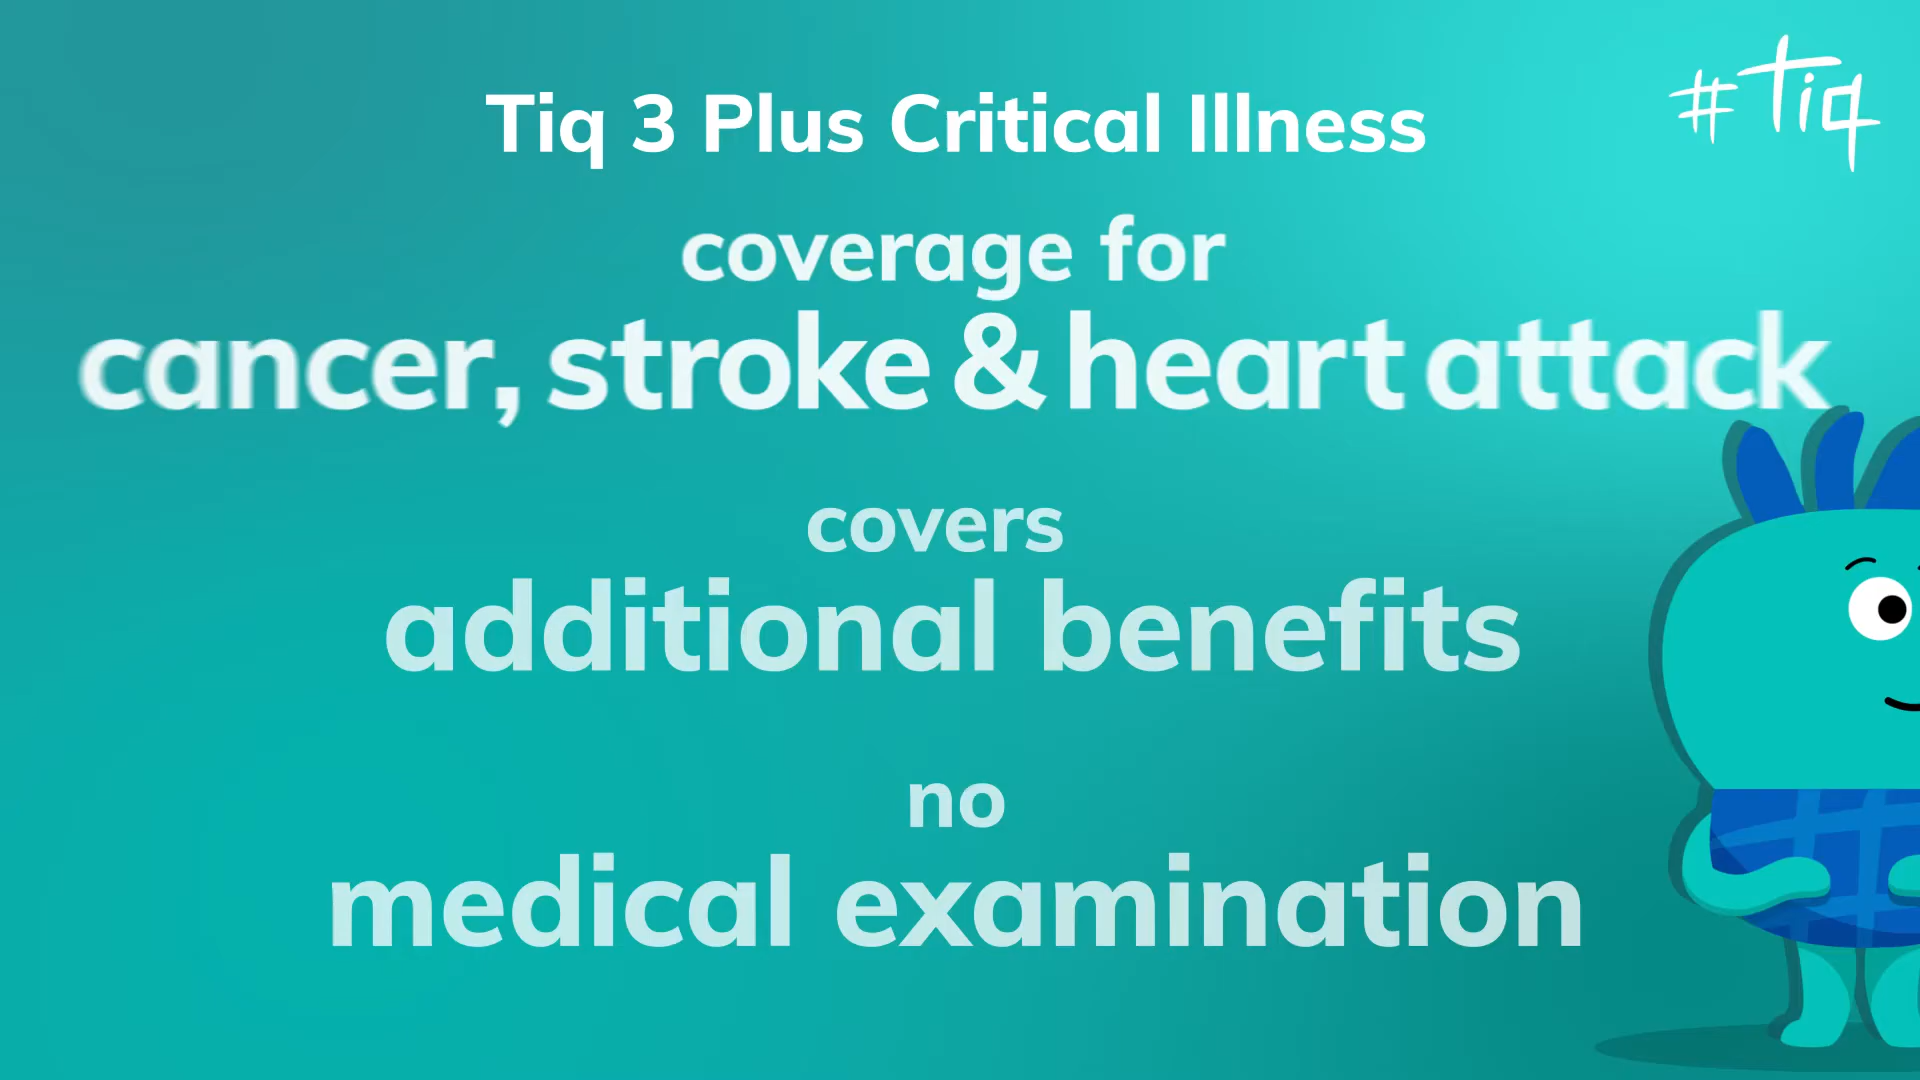 #Tiq
Tiq 3 Plus Critical Illness
coverage for
cancer, stroke & heart attack
covers
additional benefits
no
medical examination